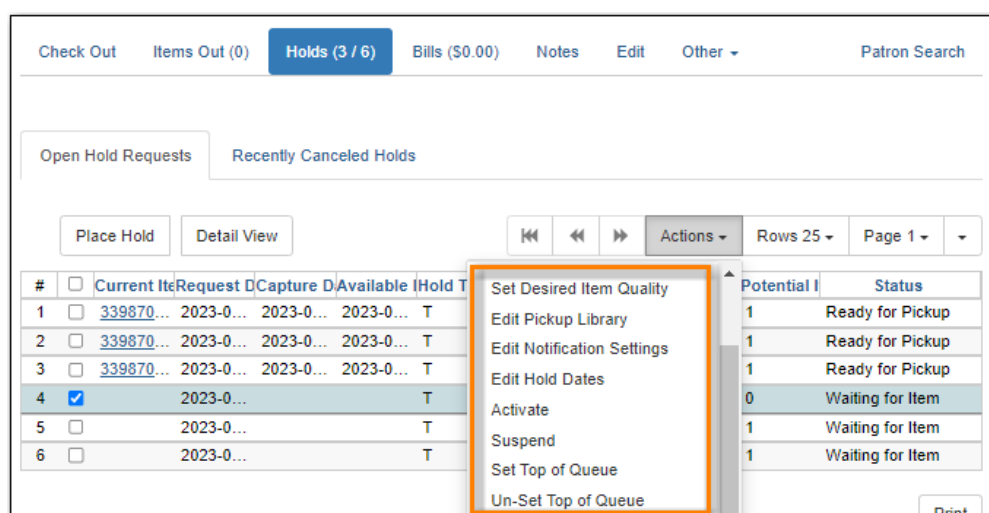 Check Out Items Out (0) Holds (3 / 6) Bills ($0.00) Notes Edit Other Patron Search
Open Hold Requests Recently Canceled Holds
Place Hold Detail View Actions Rows 25 Page 1
# Current Ite Request D Capture D Available I Hold T Potential I Status
1 339870... 2023-0... 2023-0... 2023-0... T 1 Ready for Pickup
2 339870... 2023-0... 2023-0... 2023-0... T 1 Ready for Pickup
3 339870... 2023-0... 2023-0... 2023-0... T 1 Ready for Pickup
4 2023-0... T 0 Waiting for Item
5 2023-0... T 1 Waiting for Item
6 2023-0... T 1 Waiting for Item
Set Desired Item Quality
Edit Pickup Library
Edit Notification Settings
Edit Hold Dates
Activate
Suspend
Set Top of Queue
Un-Set Top of Queue
Print